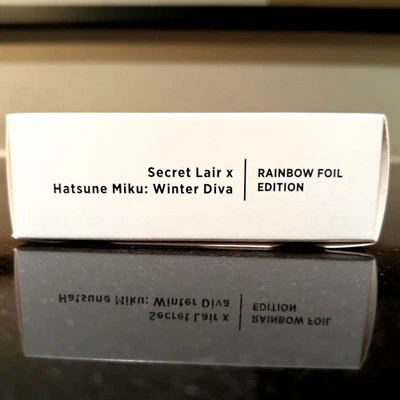 Secret Lair x
Hatsune Miku: Winter Diva
RAINBOW FOIL
EDITION